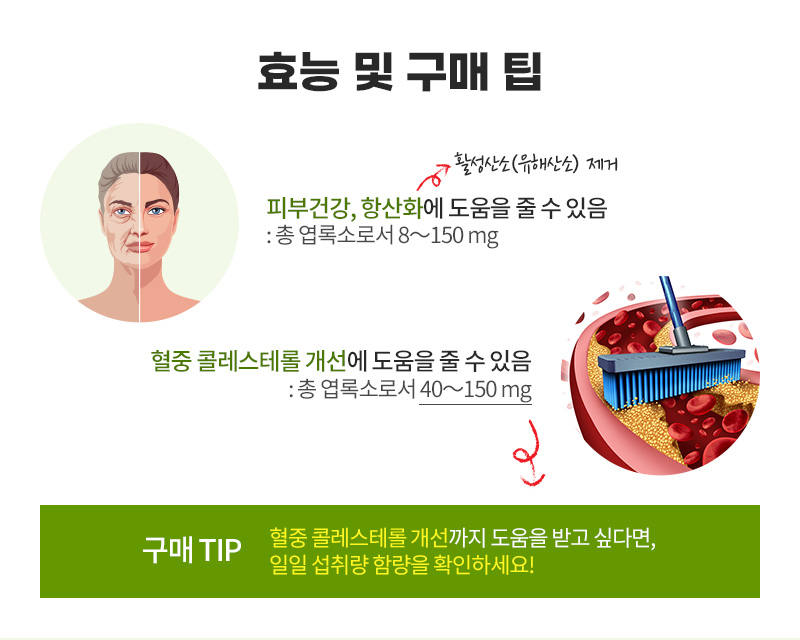 효능 및 구매 팁
활성산소(유해산소) 제거
피부건강, 항산화에 도움을 줄 수 있음
: 총 엽록소로서 8~150 mg
혈중 콜레스테롤 개선에 도움을 줄 수 있음
: 총 엽록소로서 40~150 mg
구매 TIP
혈중 콜레스테롤 개선까지 도움을 받고 싶다면,
일일 섭취량 함량을 확인하세요!